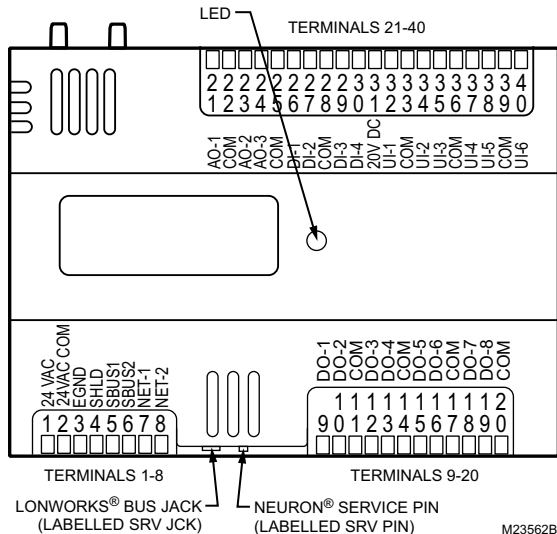 LED
TERMINALS 21-40
2 2 2 2 2 2 2 2 2 3 3 3 3 3 3 3 3 3 3 4
1 2 3 4 5 6 7 8 9 0 1 2 3 4 5 6 7 8 9 0
AO-1
COM
AO-2
AO-3
COM
DI-1
DI-2
COM
DI-3
DI-4
20V DC
UI-1
COM
UI-2
UI-3
COM
UI-4
UI-5
COM
UI-6
24 VAC
24VAC COM
EGND
SHLD
SBUS1
SBUS2
NET-1
NET-2
1 2 3 4 5 6 7 8
DO-1
DO-2
COM
DO-3
DO-4
COM
DO-5
DO-6
COM
DO-7
DO-8
COM
1 1 1 1 1 1 1 1 1 1 2
9 0 1 2 3 4 5 6 7 8 9 0
TERMINALS 1-8
TERMINALS 9-20
LONWORKS® BUS JACK
(LABELLED SRV JCK)
NEURON® SERVICE PIN
(LABELLED SRV PIN)
M23562B